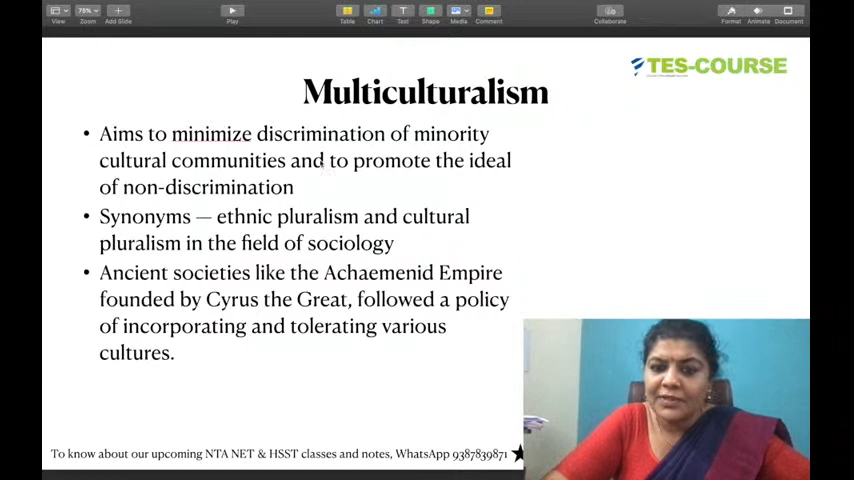 View
75%
Zoom
Add Slide
Play
Table
Chart
Text
Shape
Media
Comment
Collaborate
Format
Animate
Document
TES-COURSE
Multiculturalism
• Aims to minimize discrimination of minority
cultural communities and to promote the ideal
of non-discrimination
• Synonyms — ethnic pluralism and cultural
pluralism in the field of sociology
• Ancient societies like the Achaemenid Empire
founded by Cyrus the Great, followed a policy
of incorporating and tolerating various
cultures.
To know about our upcoming NTA NET & HSST classes and notes, WhatsApp 9387839871